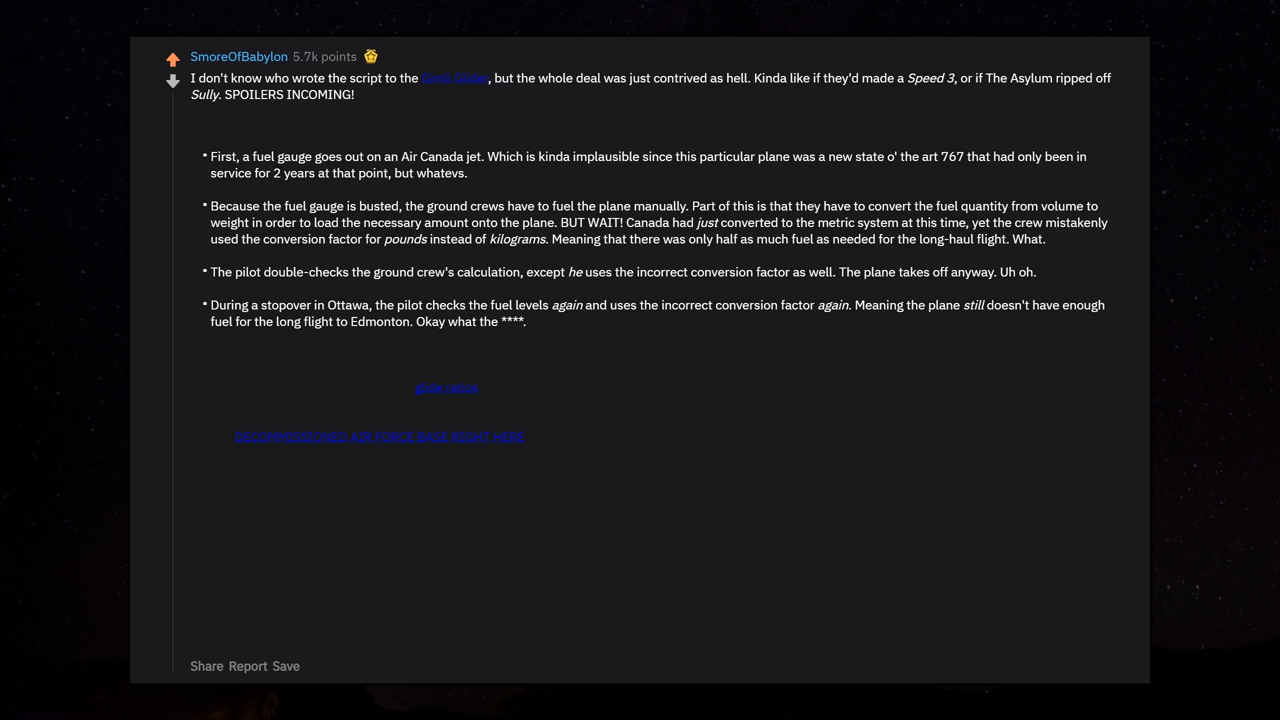 SmoreOfBabylon 5.7k points
I don't know who wrote the script to the Gimli Glider, but the whole deal was just contrived as hell. Kinda like if they'd made a Speed 3, or if The Asylum ripped off
Sully. SPOILERS INCOMING!
• First, a fuel gauge goes out on an Air Canada jet. Which is kinda implausible since this particular plane was a new state o' the art 767 that had only been in
service for 2 years at that point, but whatevs.
• Because the fuel gauge is busted, the ground crews have to fuel the plane manually. Part of this is that they have to convert the fuel quantity from volume to
weight in order to load the necessary amount onto the plane. BUT WAIT! Canada had just converted to the metric system at this time, yet the crew mistakenly
used the conversion factor for pounds instead of kilograms. Meaning that there was only half as much fuel as needed for the long-haul flight. What.
• The pilot double-checks the ground crew's calculation, except he uses the incorrect conversion factor as well. The plane takes off anyway. Uh oh.
• During a stopover in Ottawa, the pilot checks the fuel levels again and uses the incorrect conversion factor again. Meaning the plane still doesn't have enough
fuel for the long flight to Edmonton. Okay what the ****.
glide ratios
DECOMMISSIONED AIR FORCE BASE RIGHT HERE
Share Report Save